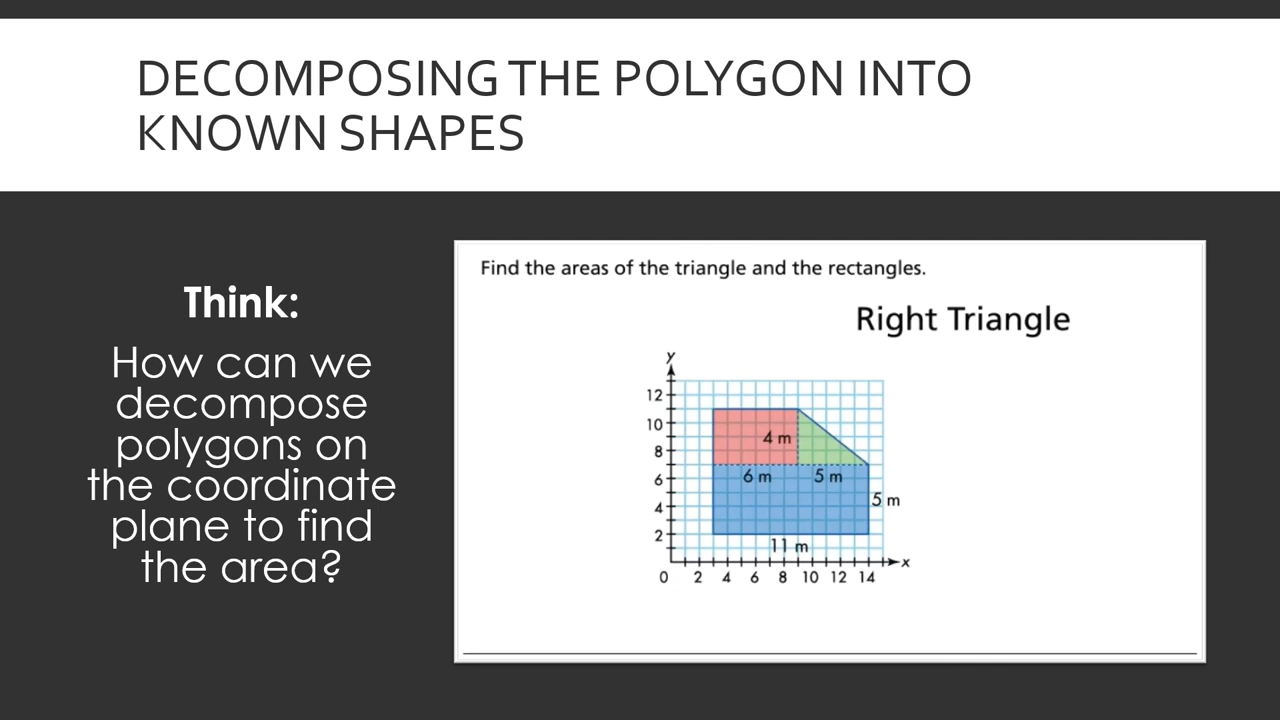 DECOMPOSING THE POLYGON INTO
KNOWN SHAPES
Think:
How can we
decompose
polygons on
the coordinate
plane to find
the area?
Find the areas of the triangle and the rectangles.
Right Triangle
y
12
10
8
6
4
2
4 m
6 m
5 m
5 m
11 m
x
0 2 4 6 8 10 12 14